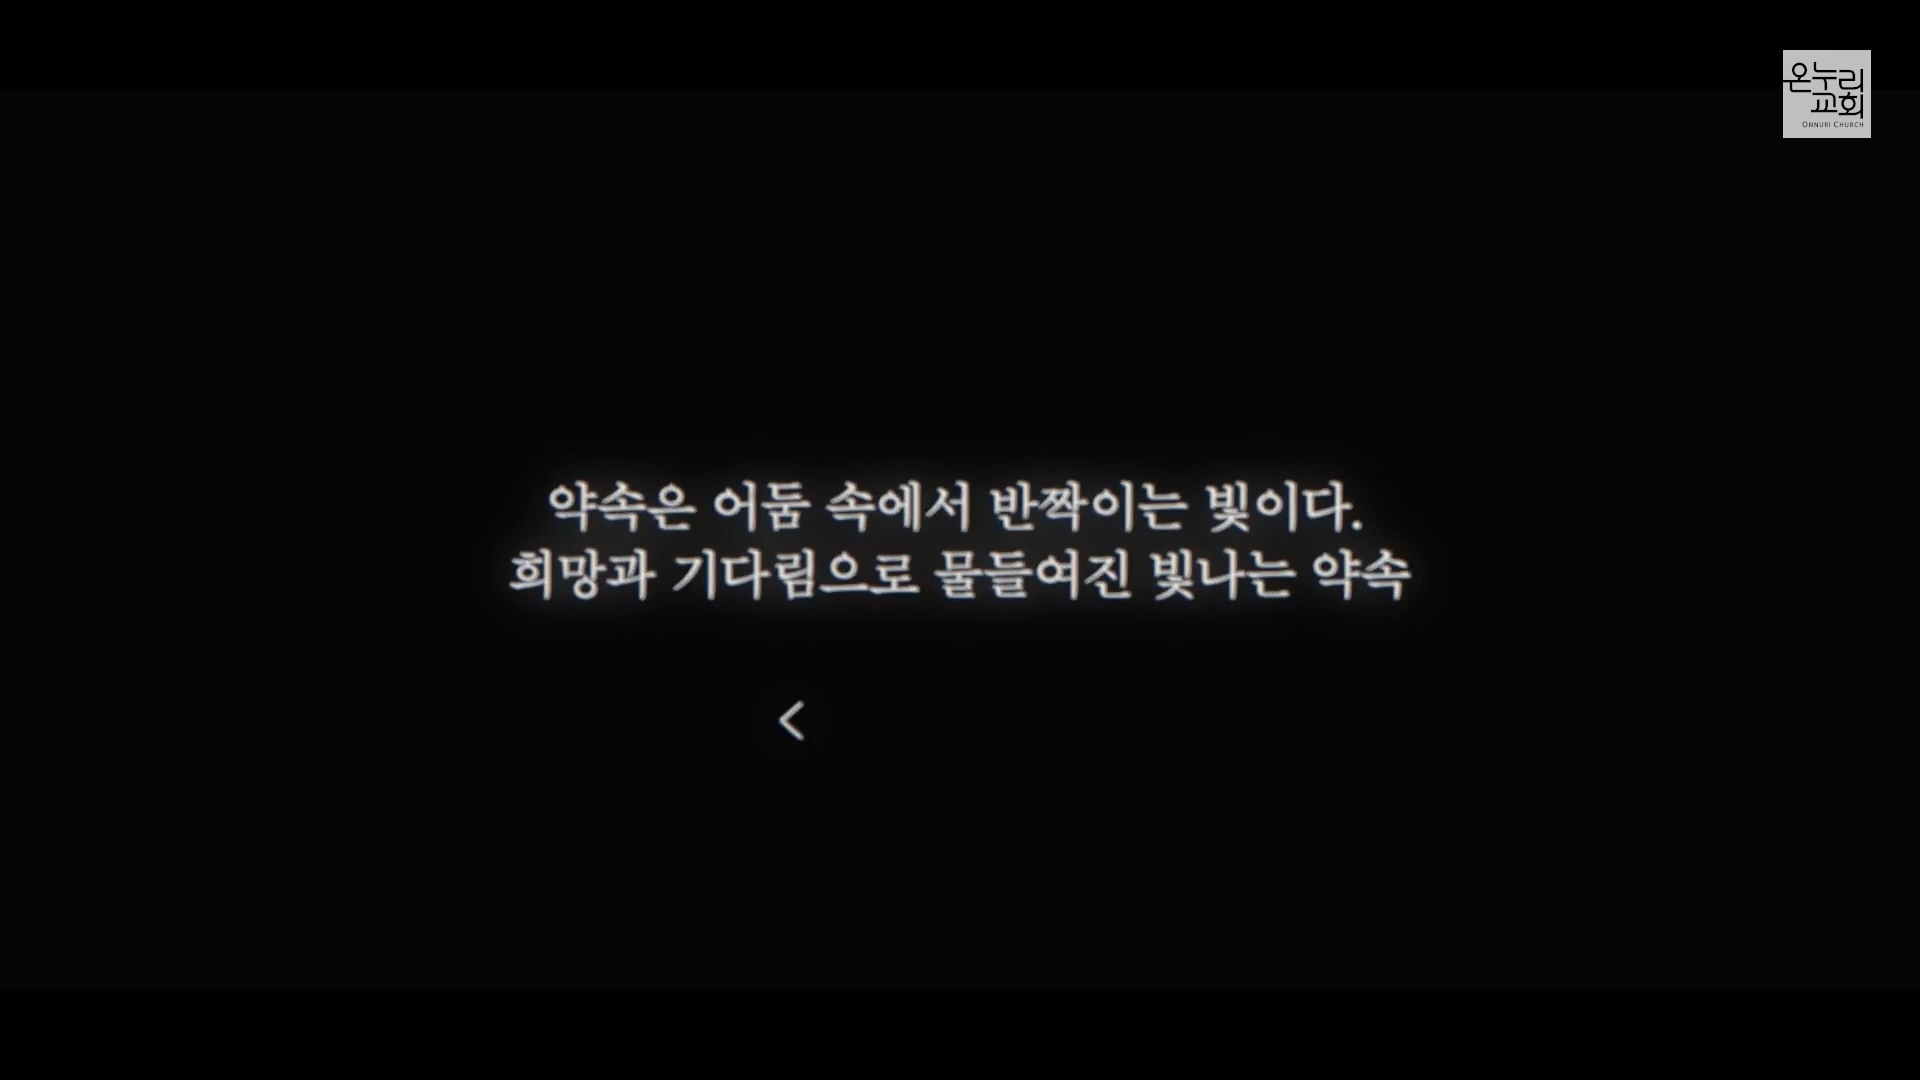 온누리
교회
ONNURI CHURCH
약속은 어둠 속에서 반짝이는 빛이다.
희망과 기다림으로 물들여진 빛나는 약속
<